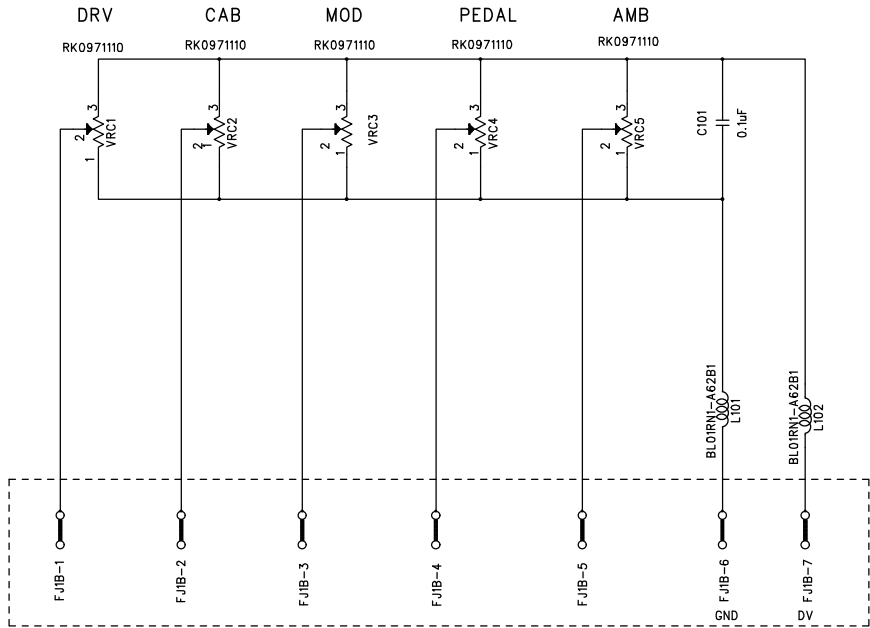 DRV CAB MOD PEDAL AMB
RK0971110 RK0971110 RK0971110 RK0971110 RK0971110
3 3 3 3 3
2 2 2 2 2
1 1 1 1 1
VRC1 VRC2 VRC3 VRC4 VRC5
C101 0.1uF
BL01RN1-A62B1 L101
BL01RN1-A62B1 L102
FJ1B-1 FJ1B-2 FJ1B-3 FJ1B-4 FJ1B-5 FJ1B-6 FJ1B-7
GND DV